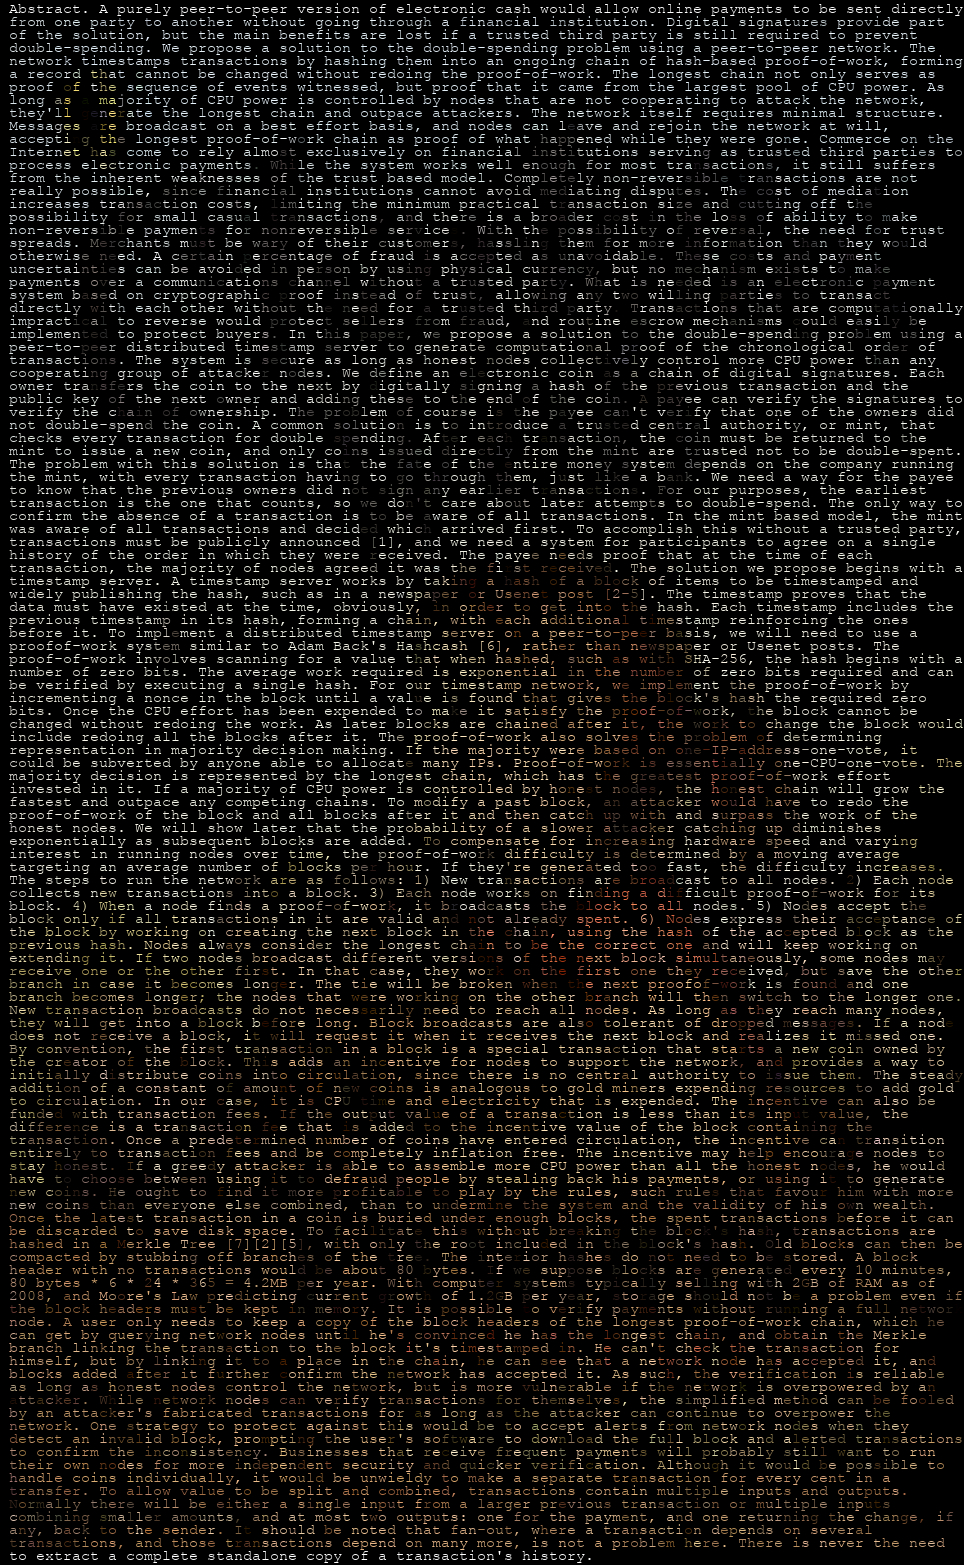 Abstract. A purely peer-to-peer version of electronic cash would allow online payments to be sent directly
from one party to another without going through a financial institution. Digital signatures provide part
of the solution, but the main benefits are lost if a trusted third party is still required to prevent
double-spending. We propose a solution to the double-spending problem using a peer-to-peer network. The
network timestamps transactions by hashing them into an ongoing chain of hash-based proof-of-work, forming
a record that cannot be changed without redoing the proof-of-work. The longest chain not only serves as
proof of the sequence of events witnessed, but proof that it came from the largest pool of CPU power. As
long as a majority of CPU power is controlled by nodes that are not cooperating to attack the network,
they'll generate the longest chain and outpace attackers. The network itself requires minimal structure.
Messages are broadcast on a best effort basis, and nodes can leave and rejoin the network at will,
accepting the longest proof-of-work chain as proof of what happened while they were gone. Commerce on the
Internet has come to rely almost exclusively on financial institutions serving as trusted third parties to
process electronic payments. While the system works well enough for most transactions, it still suffers
from the inherent weaknesses of the trust based model. Completely non-reversible transactions are not
really possible, since financial institutions cannot avoid mediating disputes. The cost of mediation
increases transaction costs, limiting the minimum practical transaction size and cutting off the
possibility for small casual transactions, and there is a broader cost in the loss of ability to make
non-reversible payments for nonreversible service . With the possibility of reversal, the need for trust
spreads. Merchants must be wary of their customers, hassling them for more information than they would
otherwise need. A certain percentage of fraud is accepted as unavoidable. These costs and payment
uncertainties can be avoided in person by using physical currency, but no mechanism exists to make
payments over a communications channel without a trusted party. What is needed is an electronic payment
system based on cryptographic proof instead of trust, allowing any two willing parties to transact
directly with each other without the need for a trusted third party. Transactions that are computationally
impractical to reverse would protect sellers from fraud, and routine escrow mechanisms could easily be
implemented to protect buyers. In this paper, we propose a solution to the double-spending problem using a
peer-to-peer distributed timestamp server to generate computational proof of the chronological order of
transactions. The system is secure as long as honest nodes collectively control more CPU power than any
cooperating group of attacker nodes. We define an electronic coin as a chain of digital signatures. Each
owner transfers the coin to the next by digitally signing a hash of the previous transaction and the
public key of the next owner and adding these to the end of the coin. A payee can verify the signatures to
verify the chain of ownership. The problem of course is the payee can't verify that one of the owners did
not double-spend the coin. A common solution is to introduce a trusted central authority, or mint, that
checks every transaction for double spending. After each transaction, the coin must be returned to the
mint to issue a new coin, and only coins issued directly from the mint are trusted not to be double-spent.
The problem with this solution is that the fate of the entire money system depends on the company running
the mint, with every transaction having to go through them, just like a bank. We need a way for the payee
to know that the previous owners did not sign any earlier transactions. For our purposes, the earliest
transaction is the one that counts, so we don't care about later attempts to double-spend. The only way to
confirm the absence of a transaction is to be aware of all transactions. In the mint based model, the mint
was aware of all transactions and decided which arrived first. To accomplish this without a trusted party,
transactions must be publicly announced [1], and we need a system for participants to agree on a single
history of the order in which they were received. The payee needs proof that at the time of each
transaction, the majority of nodes agreed it was the first received. The solution we propose begins with a
timestamp server. A timestamp server works by taking a hash of a block of items to be timestamped and
widely publishing the hash, such as in a newspaper or Usenet post [2-5]. The timestamp proves that the
data must have existed at the time, obviously, in order to get into the hash. Each timestamp includes the
previous timestamp in its hash, forming a chain, with each additional timestamp reinforcing the ones
before it. To implement a distributed timestamp server on a peer-to-peer basis, we will need to use a
proofof-work system similar to Adam Back's Hashcash [6], rather than newspaper or Usenet posts. The
proof-of-work involves scanning for a value that when hashed, such as with SHA-256, the hash begins with a
number of zero bits. The average work required is exponential in the number of zero bits required and can
be verified by executing a single hash. For our timestamp network, we implement the proof-of-work by
incrementing a nonce in the block until a value is found that gives the block's hash the required zero
bits. Once the CPU effort has been expended to make it satisfy the proof-of-work, the block cannot be
changed without redoing the work. As later blocks are chained after it, the work to change the block would
include redoing all the blocks after it. The proof-of-work also solves the problem of determining
representation in majority decision making. If the majority were based on one-IP-address-one-vote, it
could be subverted by anyone able to allocate many IPs. Proof-of-work is essentially one-CPU-one-vote. The
majority decision is represented by the longest chain, which has the greatest proof-of-work effort
invested in it. If a majority of CPU power is controlled by honest nodes, the honest chain will grow the
fastest and outpace any competing chains. To modify a past block, an attacker would have to redo the
proof-of-work of the block and all blocks after it and then catch up with and surpass the work of the
honest nodes. We will show later that the probability of a slower attacker catching up diminishes
exponentially as subsequent blocks are added. To compensate for increasing hardware speed and varying
interest in running nodes over time, the proof-of-work difficulty is determined by a moving average
targeting an average number of blocks per hour. If they're generated too fast, the difficulty increases.
The steps to run the network are as follows: 1) New transactions are broadcast to all nodes. 2) Each node
collects new transactions into a block. 3) Each node works on finding a difficult proof-of-work for its
block. 4) When a node finds a proof-of-work, it broadcasts the block to all nodes. 5) Nodes accept the
block only if all transactions in it are valid and not already spent. 6) Nodes express their acceptance of
the block by working on creating the next block in the chain, using the hash of the accepted block as the
previous hash. Nodes always consider the longest chain to be the correct one and will keep working on
extending it. If two nodes broadcast different versions of the next block simultaneously, some nodes may
receive one or the other first. In that case, they work on the first one they received, but save the other
branch in case it becomes longer. The tie will be broken when the next proofof-work is found and one
branch becomes longer; the nodes that were working on the other branch will then switch to the longer one.
New transaction broadcasts do not necessarily need to reach all nodes. As long as they reach many nodes,
they will get into a block before long. Block broadcasts are also tolerant of dropped messages. If a node
does not receive a block, it will request it when it receives the next block and realizes it missed one.
By convention, the first transaction in a block is a special transaction that starts a new coin owned by
the creator of the block. This adds an incentive for nodes to support the network, and provides a way to
initially distribute coins into circulation, since there is no central authority to issue them. The steady
addition of a constant of amount of new coins is analogous to gold miners expending resources to add gold
to circulation. In our case, it is CPU time and electricity that is expended. The incentive can also be
funded with transaction fees. If the output value of a transaction is less than its input value, the
difference is a transaction fee that is added to the incentive value of the block containing the
transaction. Once a predetermined number of coins have entered circulation, the incentive can transition
entirely to transaction fees and be completely inflation free. The incentive may help encourage nodes to
stay honest. If a greedy attacker is able to assemble more CPU power than all the honest nodes, he would
have to choose between using it to defraud people by stealing back his payments, or using it to generate
new coins. He ought to find it more profitable to play by the rules, such rules that favour him with more
new coins than everyone else combined, than to undermine the system and the validity of his own wealth.
Once the latest transaction in a coin is buried under enough blocks, the spent transactions before it can
be discarded to save disk space. To facilitate this without breaking the block's hash, transactions are
hashed in a Merkle Tree [7][2][5], with only the root included in the block's hash. Old blocks can then be
compacted by stubbing off branches of the tree. The interior hashes do not need to be stored. A block
header with no transactions would be about 80 bytes. If we suppose blocks are generated every 10 minutes,
80 bytes * 6 * 24 * 365 = 4.2MB per year. With computer systems typically selling with 2GB of RAM as of
2008, and Moore's Law predicting current growth of 1.2GB per year, storage should not be a problem even if
the block headers must be kept in memory. It is possible to verify payments without running a full networ
node. A user only needs to keep a copy of the block headers of the longest proof-of-work chain, which he
can get by querying network nodes until he's convinced he has the longest chain, and obtain the Merkle
branch linking the transaction to the block it's timestamped in. He can't check the transaction for
himself, but by linking it to a place in the chain, he can see that a network node has accepted it, and
blocks added after it further confirm the network has accepted it. As such, the verification is reliable
as long as honest nodes control the network, but is more vulnerable if the network is overpowered by an
attacker. While network nodes can verify transactions for themselves, the simplified method can be fooled
by an attacker's fabricated transactions for as long as the attacker can continue to overpower the
network. One strategy to protect against this would be to accept alerts from network nodes when they
detect an invalid block, prompting the user's software to download the full block and alerted transactions
to confirm the inconsistency. Businesses that receive frequent payments will probably still want to run
their own nodes for more independent security and quicker verification. Although it would be possible to
handle coins individually, it would be unwieldy to make a separate transaction for every cent in a
transfer. To allow value to be split and combined, transactions contain multiple inputs and outputs.
Normally there will be either a single input from a larger previous transaction or multiple inputs
combining smaller amounts, and at most two outputs: one for the payment, and one returning the change, if
any, back to the sender. It should be noted that fan-out, where a transaction depends on several
transactions, and those transactions depend on many more, is not a problem here. There is never the need
to extract a complete standalone copy of a transaction's history.